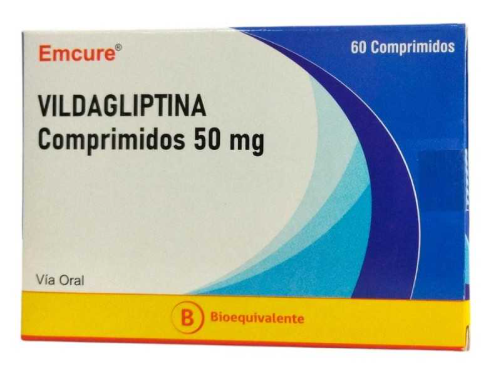 Emcure®
60 Comprimidos
VILDAGLIPTINA
Comprimidos 50 mg
Vía Oral
B Bioequivalente